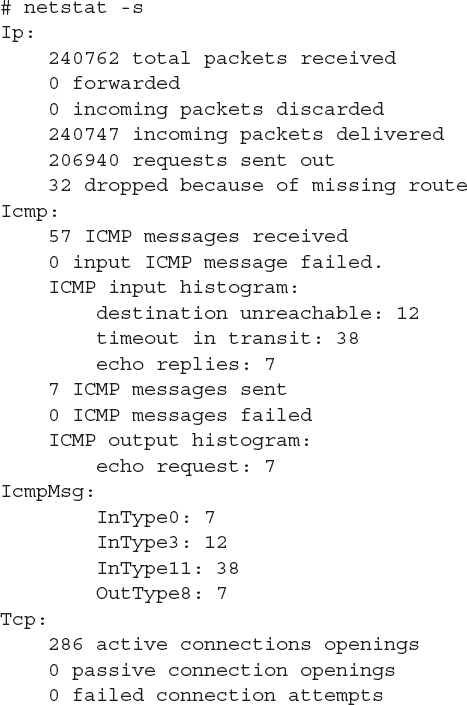 # netstat -s
Ip:
    240762 total packets received
    0 forwarded
    0 incoming packets discarded
    240747 incoming packets delivered
    206940 requests sent out
    32 dropped because of missing route
Icmp:
    57 ICMP messages received
    0 input ICMP message failed.
    ICMP input histogram:
        destination unreachable: 12
        timeout in transit: 38
        echo replies: 7
    7 ICMP messages sent
    0 ICMP messages failed
    ICMP output histogram:
        echo request: 7
IcmpMsg:
        InType0: 7
        InType3: 12
        InType11: 38
        OutType8: 7
Tcp:
    286 active connections openings
    0 passive connection openings
    0 failed connection attempts